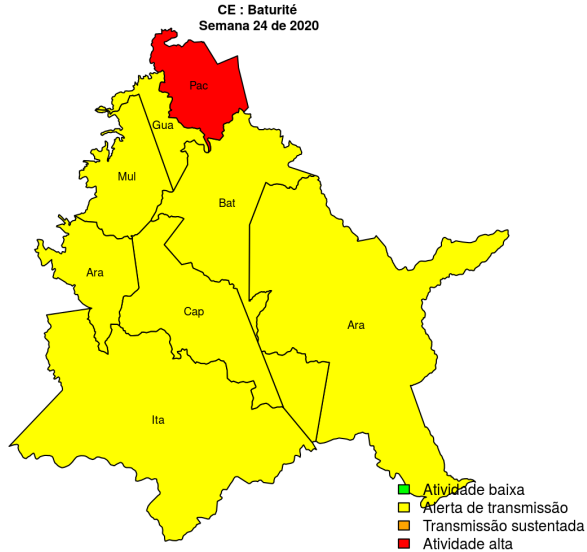 CE : Baturité
Semana 24 de 2020
Pac
Gua
Mul
Bat
Ara
Cap
Ara
Ita
Atividade baixa
Alerta de transmissão
Transmissão sustentada
Atividade alta